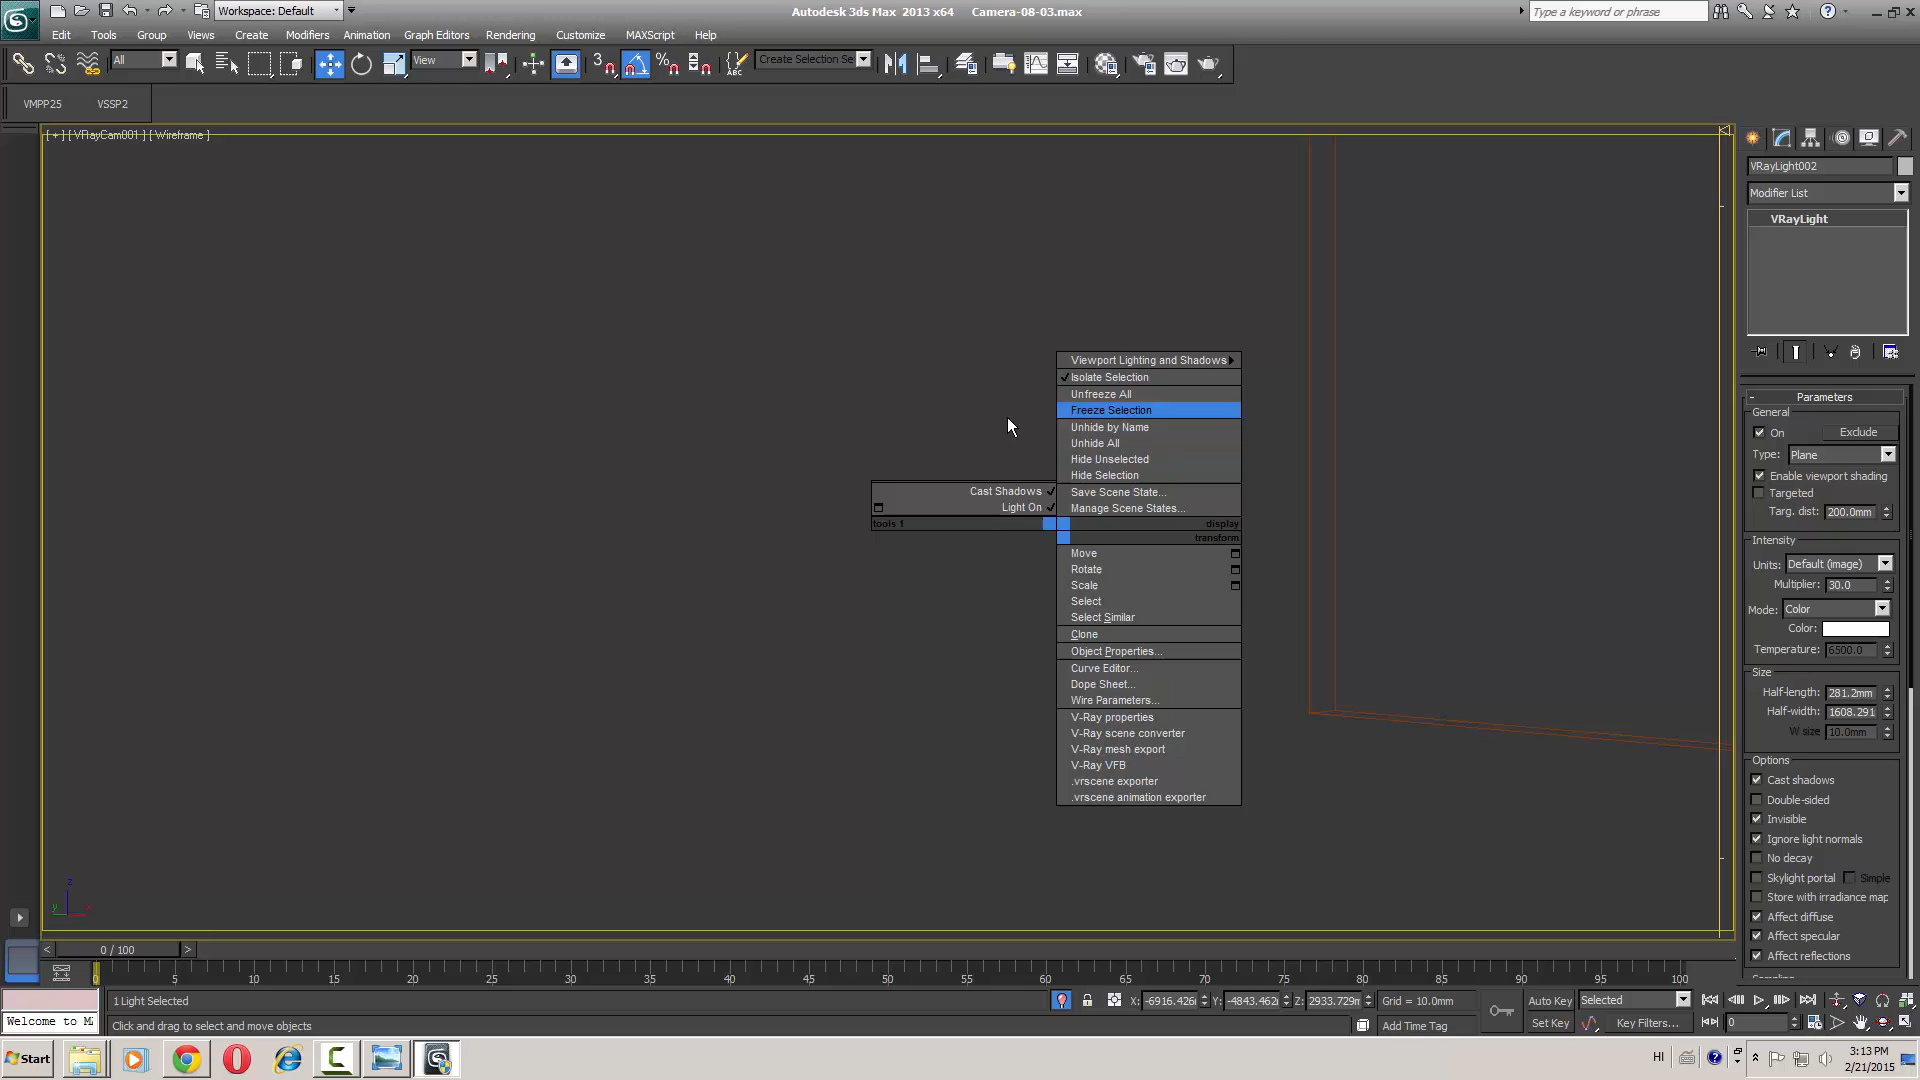 Workspace: Default
Autodesk 3ds Max 2013 x64 Camera-08-03.max
Type a keyword or phrase
Edit Tools Group Views Create Modifiers Animation Graph Editors Rendering Customize MAXScript Help
All View 3 Create Selection Se
VMPP25 VSSP2
[ + ] [ VRayCam001 ] [ Wireframe ]
VRayLight002
Modifier List
VRayLight
Viewport Lighting and Shadows
Isolate Selection
Unfreeze All
Freeze Selection
Unhide by Name
Unhide All
Hide Unselected
Hide Selection
Save Scene State...
Manage Scene States...
Cast Shadows
Light On
tools 1 display
transform
Move
Rotate
Scale
Select
Select Similar
Clone
Object Properties...
Curve Editor...
Dope Sheet...
Wire Parameters...
V-Ray properties
V-Ray scene converter
V-Ray mesh export
V-Ray VFB
.vrscene exporter
.vrscene animation exporter
- Parameters
General
On Exclude
Type: Plane
Enable viewport shading
Targeted
Targ. dist: 200.0mm
Intensity
Units: Default (image)
Multiplier: 30.0
Mode: Color
Color:
Temperature: 6500.0
Size
Half-length: 281.2mm
Half-width: 1608.291
W size 10.0mm
Options
Cast shadows
Double-sided
Invisible
Ignore light normals
No decay
Skylight portal Simple
Store with irradiance map
Affect diffuse
Affect specular
Affect reflections
z
y x
< 0 / 100 >
0 5 10 15 20 25 30 35 40 45 50 55 60 65 70 75 80 85 90 95 100
1 Light Selected X: -6916.426 Y: -4843.462 Z: 2933.729m Grid = 10.0mm Auto Key Selected
Welcome to M Click and drag to select and move objects Add Time Tag Set Key Key Filters... 0
Start HI 3:13 PM
2/21/2015